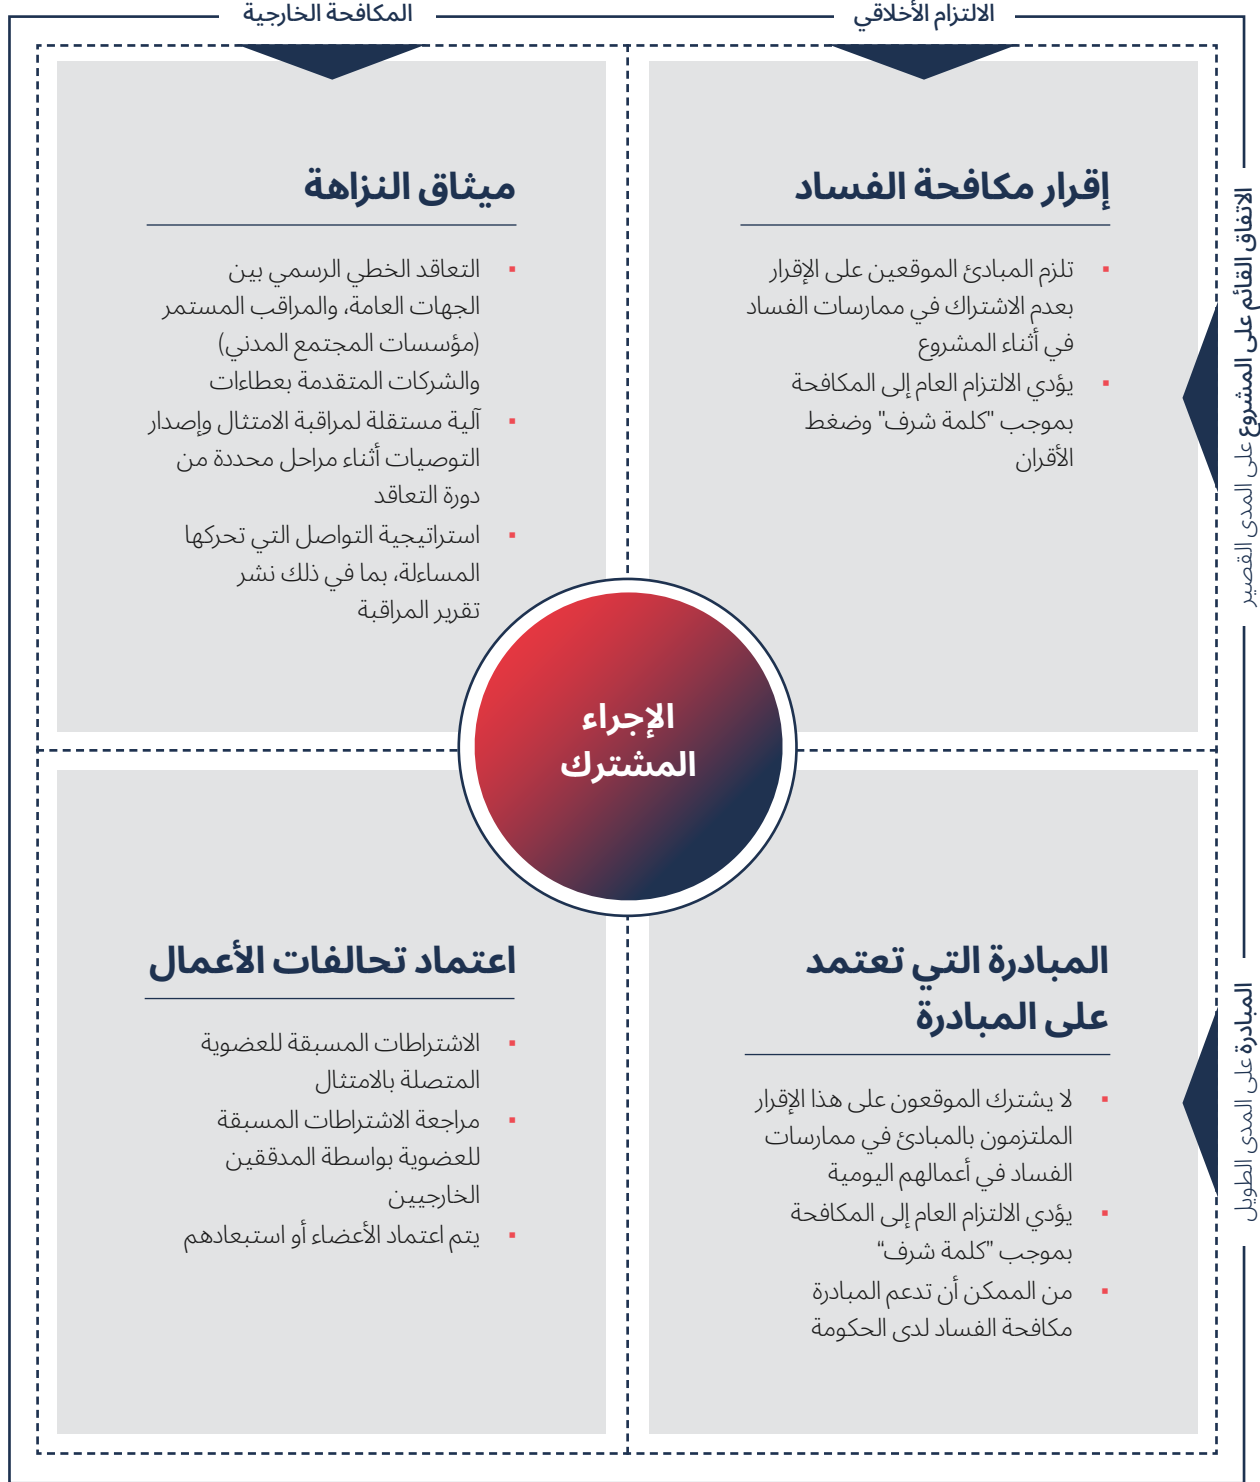 الالتزام الأخلاقي
المكافحة الخارجية
الاتفاق القائم على المشروع على المدى القصير
إقرار مكافحة الفساد
تلزم المبادئ الموقعين على الإقرار
بعدم الاشتراك في ممارسات الفساد
في أثناء المشروع
يؤدي الالتزام العام إلى المكافحة
بموجب "كلمة شرف" وضغط
الأقران
ميثاق النزاهة
التعاقد الخطي الرسمي بين
الجهات العامة، والمراقب المستمر
(مؤسسات المجتمع المدني)
والشركات المتقدمة بعطاءات
آلية مستقلة لمراقبة الامتثال وإصدار
التوصيات أثناء مراحل محددة من
دورة التعاقد
استراتيجية التواصل التي تحركها
المساءلة، بما في ذلك نشر
تقرير المراقبة
الإجراء
المشترك
المبادرة على المدى الطويل
المبادرة التي تعتمد
على المبادرة
لا يشترك الموقعون على هذا الإقرار
الملتزمون بالمبادئ في ممارسات
الفساد في أعمالهم اليومية
يؤدي الالتزام العام إلى المكافحة
بموجب ”كلمة شرف“
من الممكن أن تدعم المبادرة
مكافحة الفساد لدى الحكومة
اعتماد تحالفات الأعمال
الاشتراطات المسبقة للعضوية
المتصلة بالامتثال
مراجعة الاشتراطات المسبقة
للعضوية بواسطة المدققين
الخارجيين
يتم اعتماد الأعضاء أو استبعادهم